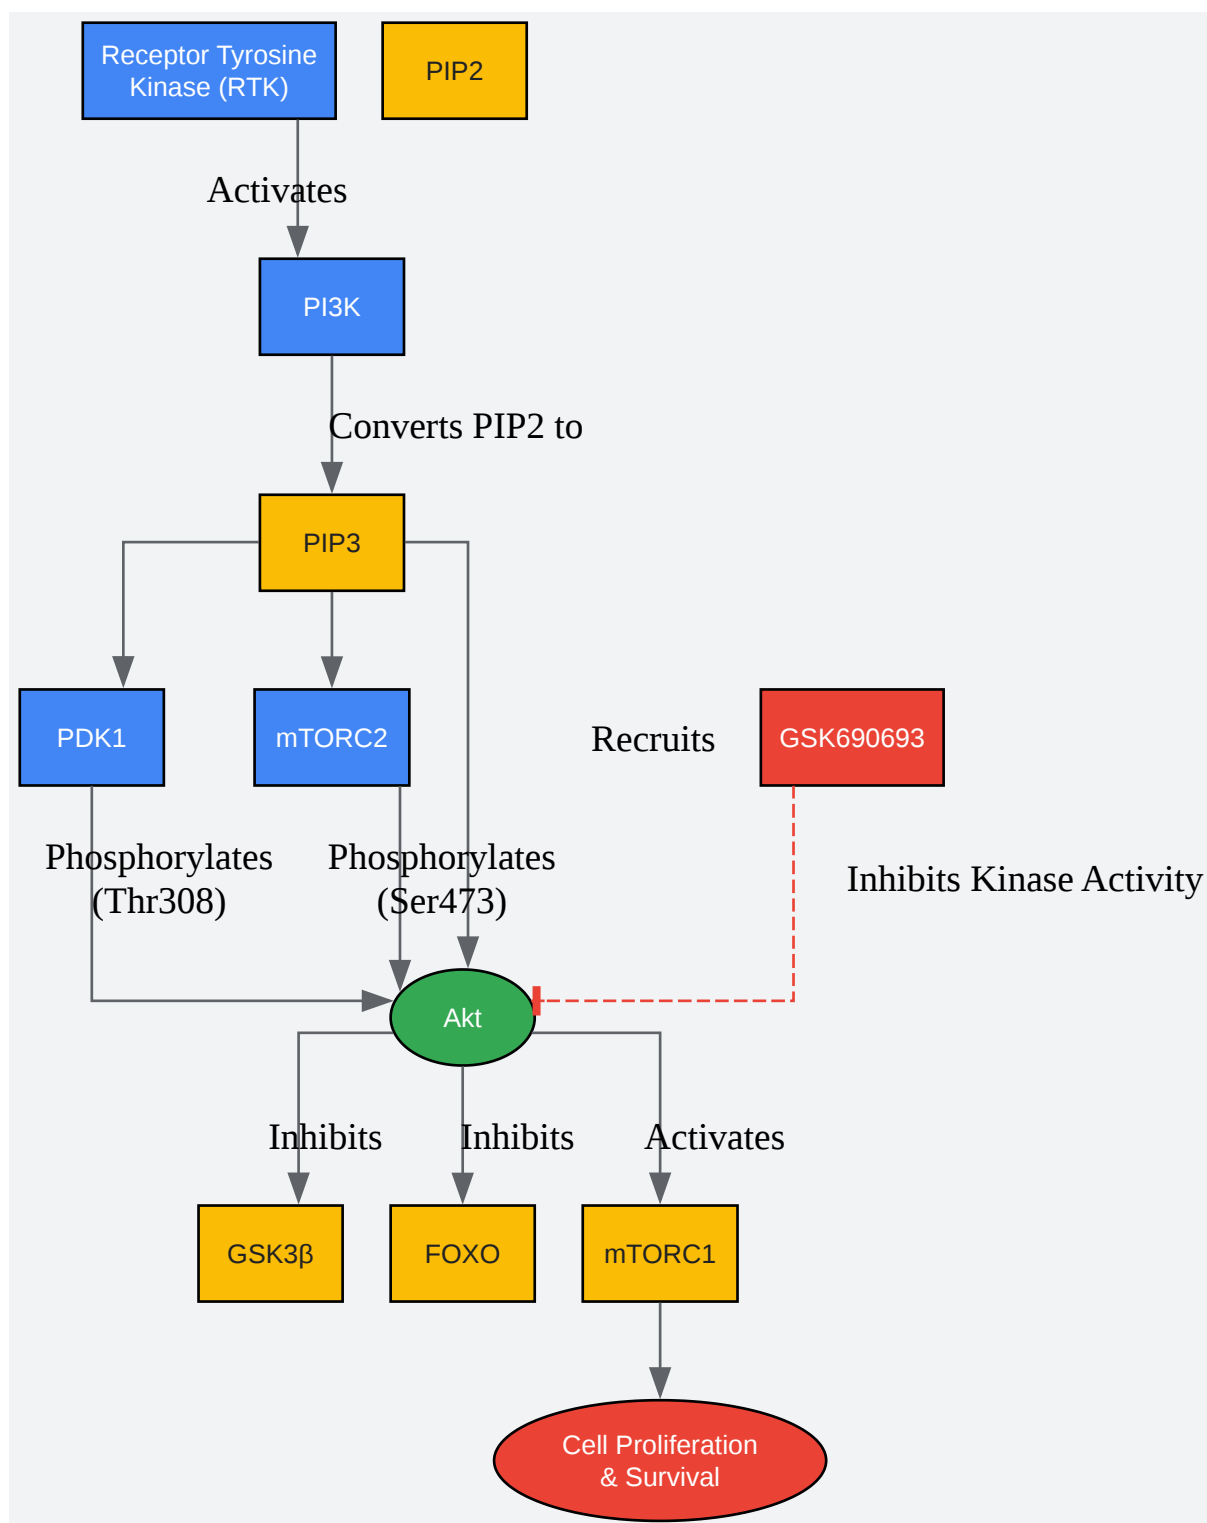 Receptor Tyrosine
Kinase (RTK)
PIP2
Activates
PI3K
Converts PIP2 to
PIP3
PDK1
mTORC2
Recruits
GSK690693
Phosphorylates
(Thr308)
Phosphorylates
(Ser473)
Inhibits Kinase Activity
Akt
Inhibits
Inhibits
Activates
GSK3β
FOXO
mTORC1
Cell Proliferation
& Survival